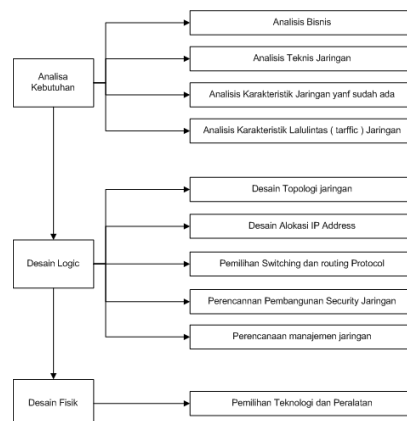 Analisa
Kebutuhan
Analisis Bisnis
Analisis Teknis Jaringan
Analisis Karakteristik Jaringan yanf sudah ada
Analisis Karakteristik Lalulintas ( tarffic ) Jaringan
Desain Logic
Desain Topologi jaringan
Desain Alokasi IP Address
Pemilihan Switching dan routing Protocol
Perencannan Pembangunan Security Jaringan
Perencanaan manajemen jaringan
Desain Fisik
Pemilihan Teknologi dan Peralatan